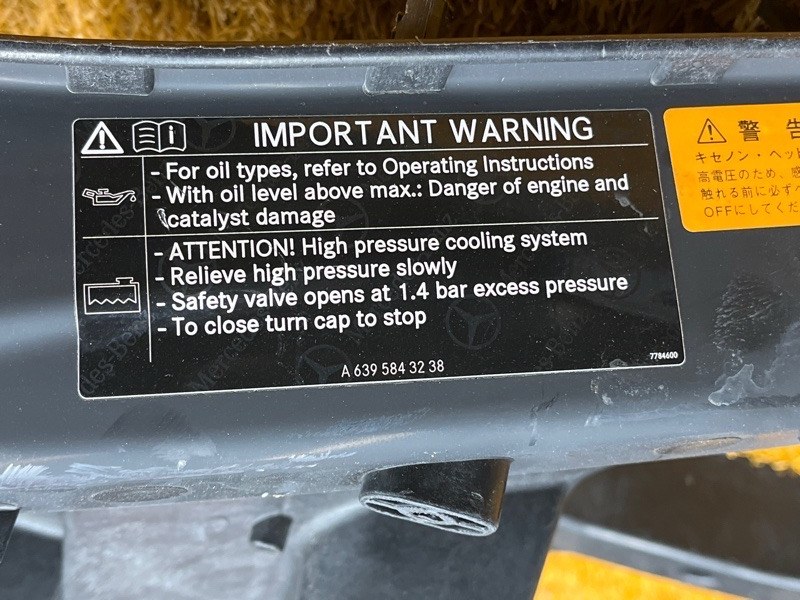 IMPORTANT WARNING
- For oil types, refer to Operating Instructions
- With oil level above max.: Danger of engine and
catalyst damage
- ATTENTION! High pressure cooling system
- Relieve high pressure slowly
- Safety valve opens at 1.4 bar excess pressure
- To close turn cap to stop
A 639 584 32 38
7784600
警告
キセノン・ヘッ
高電圧のため、
触れる前に必ず
OFFにしてくだ